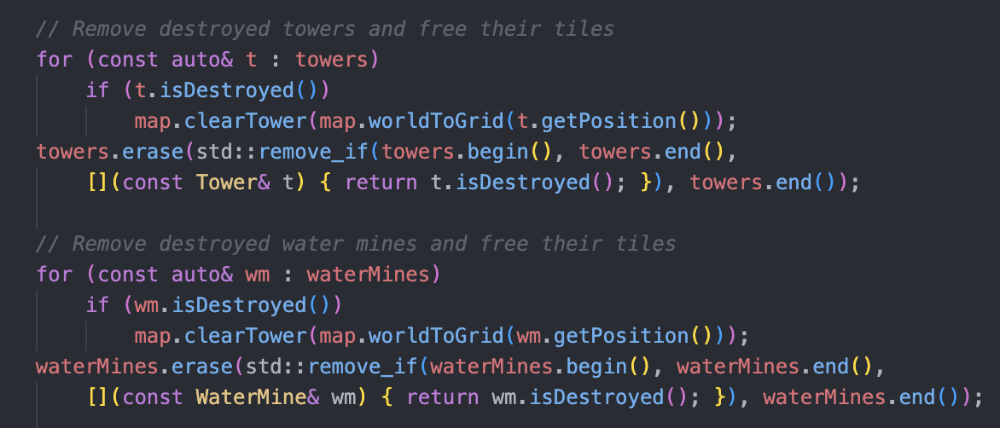 // Remove destroyed towers and free their tiles
for (const auto& t : towers)
    if (t.isDestroyed())
        map.clearTower(map.worldToGrid(t.getPosition()));
towers.erase(std::remove_if(towers.begin(), towers.end(),
    [](const Tower& t) { return t.isDestroyed(); }), towers.end());

// Remove destroyed water mines and free their tiles
for (const auto& wm : waterMines)
    if (wm.isDestroyed())
        map.clearTower(map.worldToGrid(wm.getPosition()));
waterMines.erase(std::remove_if(waterMines.begin(), waterMines.end(),
    [](const WaterMine& wm) { return wm.isDestroyed(); }), waterMines.end());